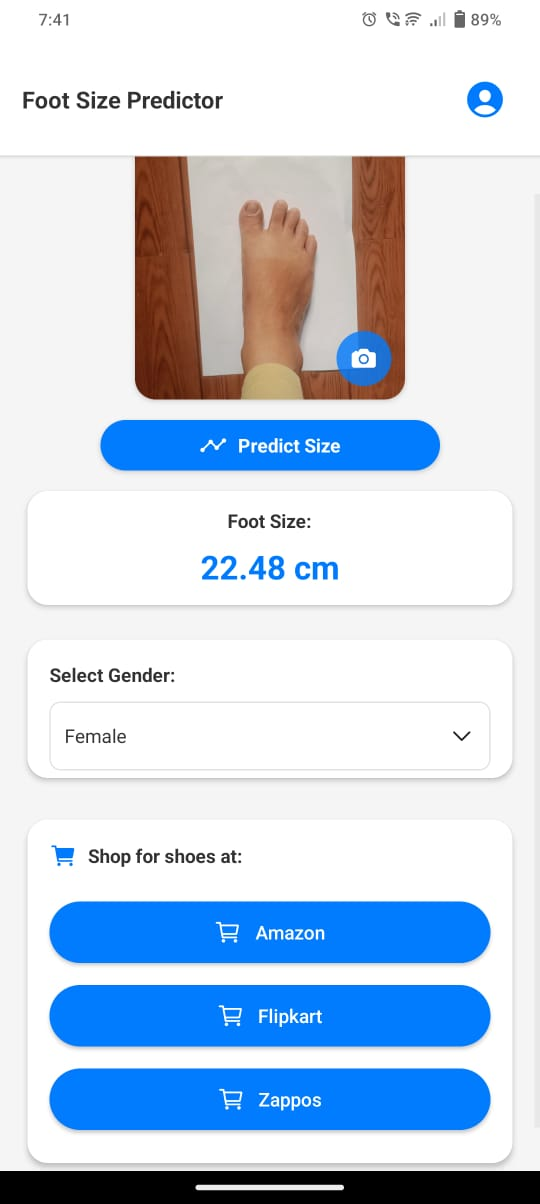 7:41
89%
Foot Size Predictor
Predict Size
Foot Size:
22.48 cm
Select Gender:
Female
Shop for shoes at:
Amazon
Flipkart
Zappos